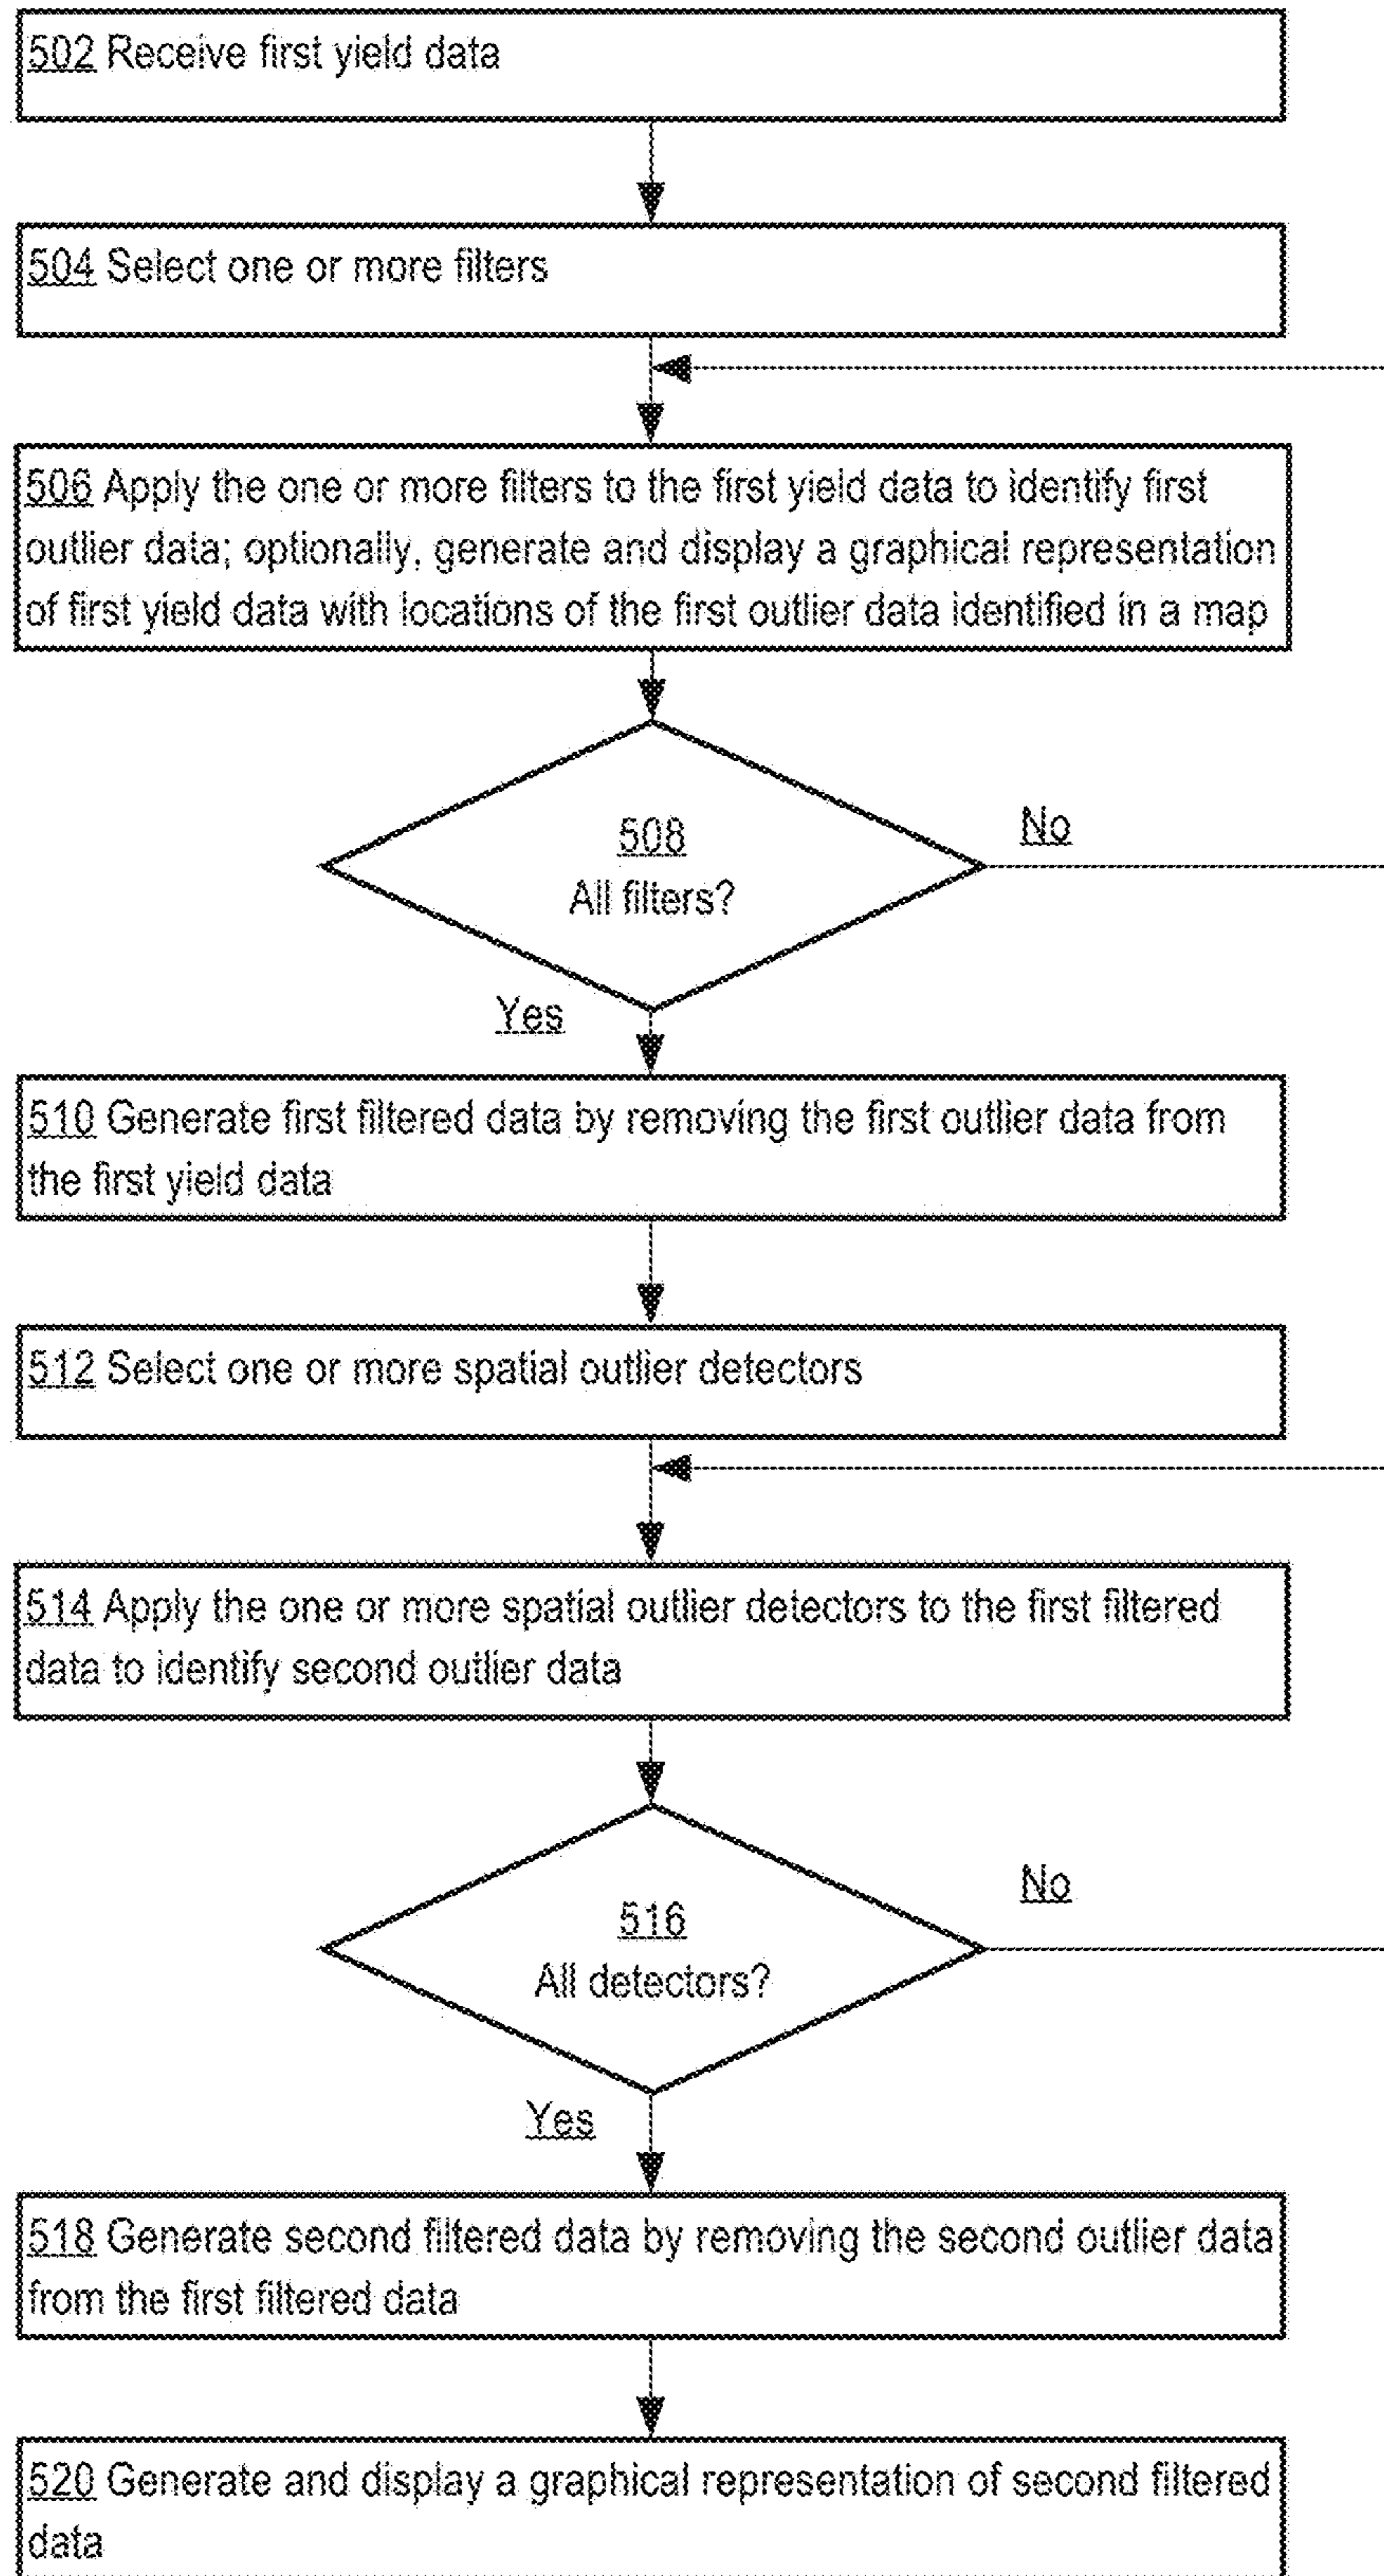 502 Receive first yield data
504 Select one or more filters
506 Apply the one or more filters to the first yield data to identify first
outlier data; optionally, generate and display a graphical representation
of first yield data with locations of the first outlier data identified in a map
508
All filters?
No
Yes
510 Generate first filtered data by removing the first outlier data from
the first yield data
512 Select one or more spatial outlier detectors
514 Apply the one or more spatial outlier detectors to the first filtered
data to identify second outlier data
516
All detectors?
No
Yes
518 Generate second filtered data by removing the second outlier data
from the first filtered data
520 Generate and display a graphical representation of second filtered
data